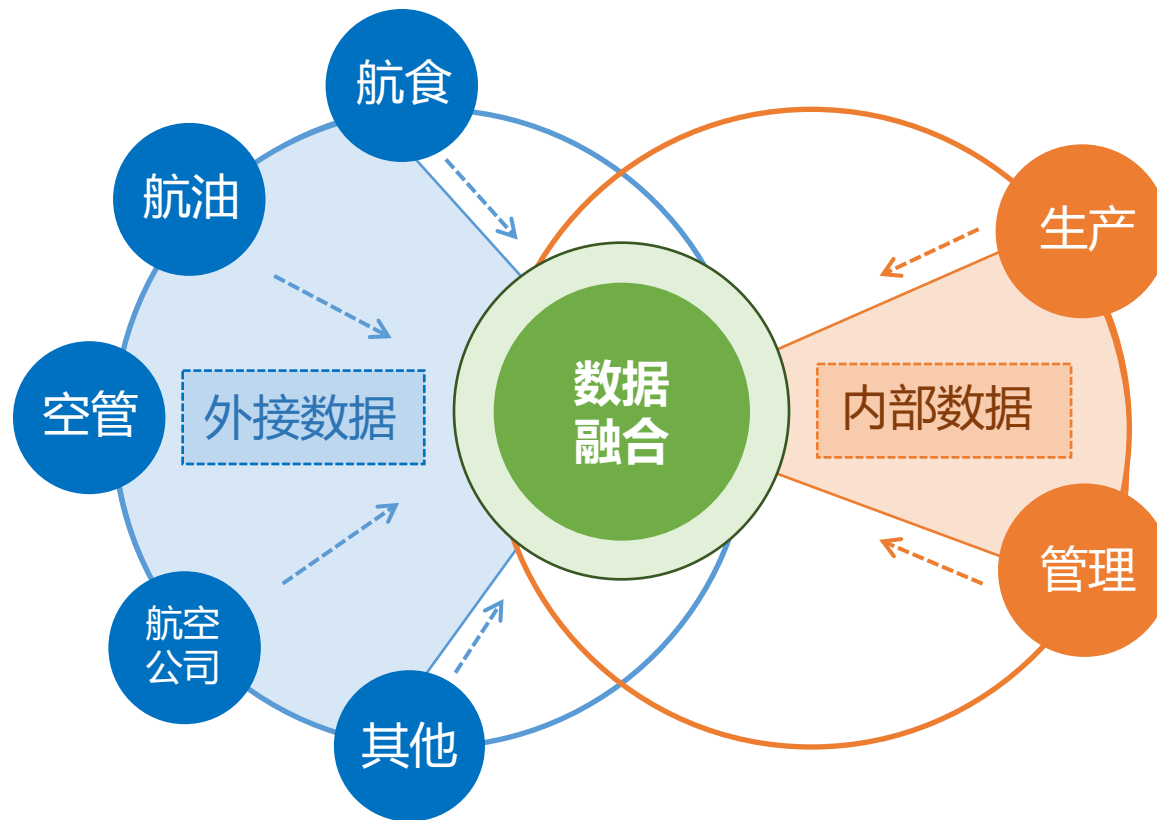 航食
航油
空管
航空
公司
其他
外接数据
数据
融合
内部数据
生产
管理